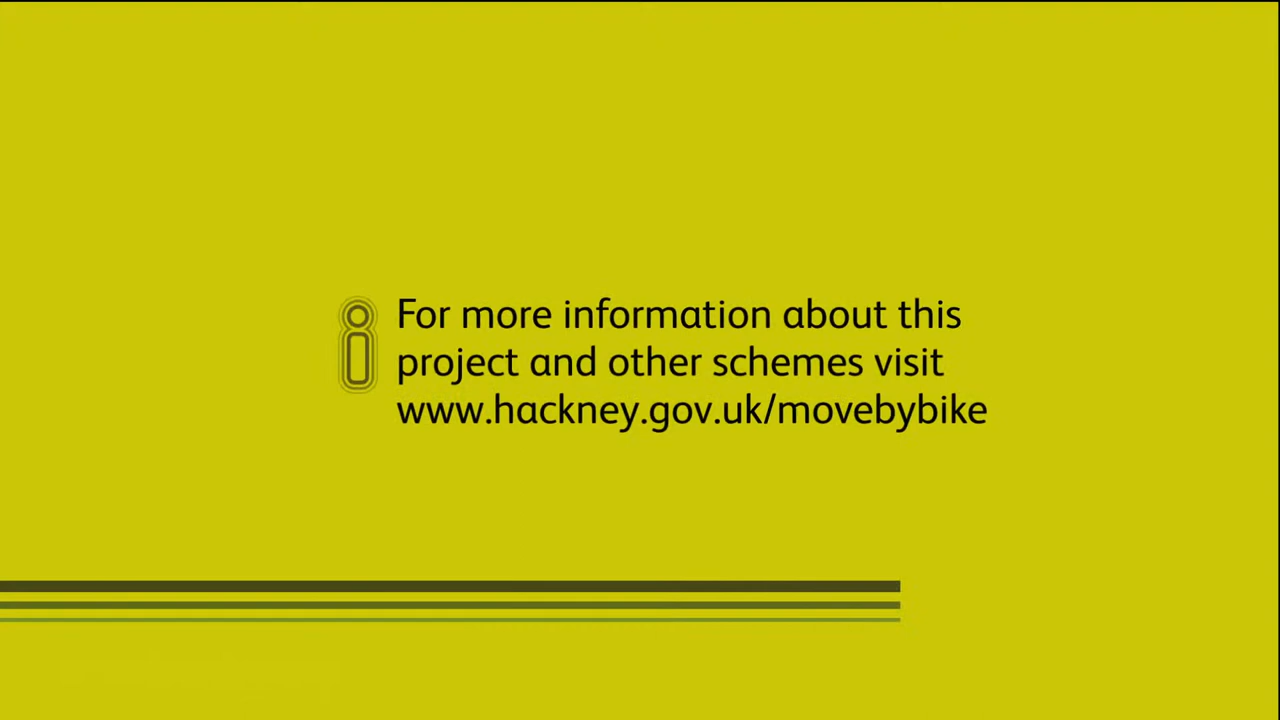 For more information about this
project and other schemes visit
www.hackney.gov.uk/movebybike